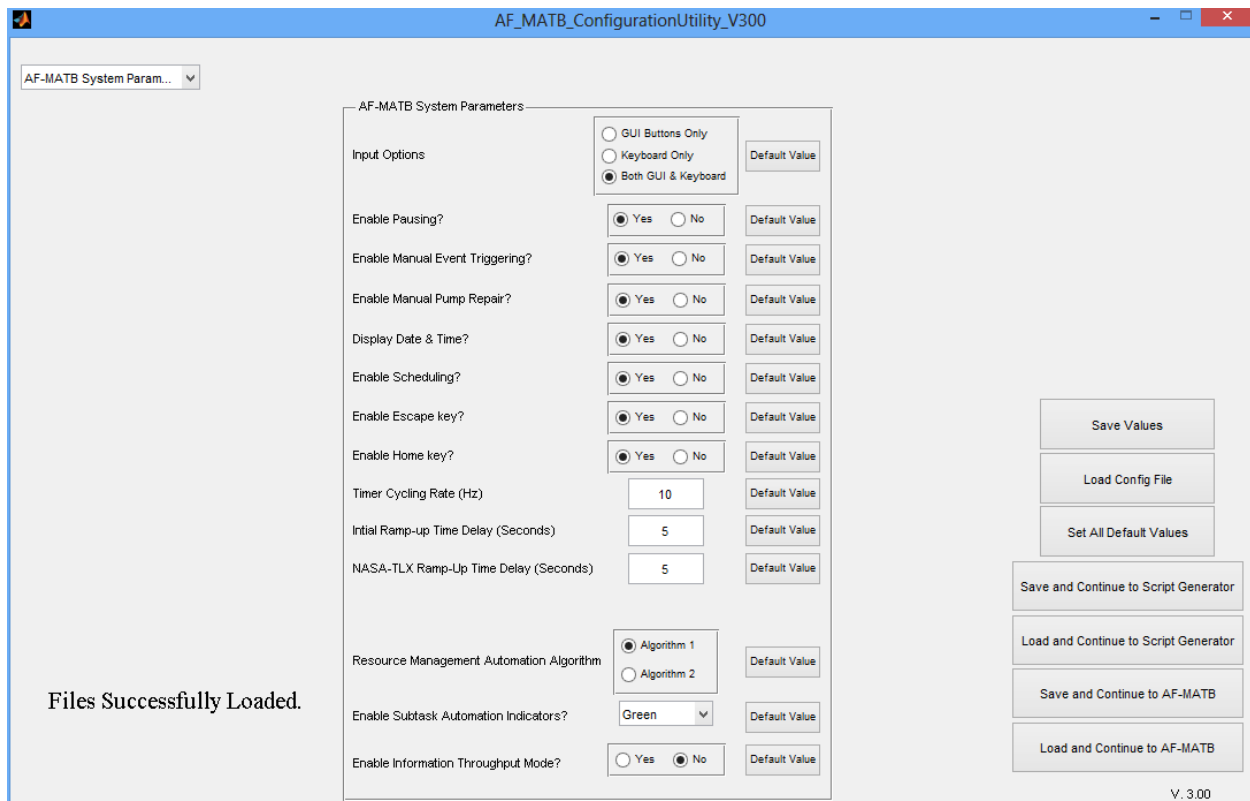 AF_MATB_ConfigurationUtility_V300
AF-MATB System Param...
AF-MATB System Parameters
Input Options
GUI Buttons Only
Keyboard Only
Both GUI & Keyboard
Default Value
Enable Pausing? Yes No Default Value
Enable Manual Event Triggering? Yes No Default Value
Enable Manual Pump Repair? Yes No Default Value
Display Date & Time? Yes No Default Value
Enable Scheduling? Yes No Default Value
Enable Escape key? Yes No Default Value
Enable Home key? Yes No Default Value
Timer Cycling Rate (Hz) 10 Default Value
Intial Ramp-up Time Delay (Seconds) 5 Default Value
NASA-TLX Ramp-Up Time Delay (Seconds) 5 Default Value
Resource Management Automation Algorithm
Algorithm 1
Algorithm 2
Default Value
Enable Subtask Automation Indicators? Green Default Value
Enable Information Throughput Mode? Yes No Default Value
Files Successfully Loaded.
Save Values
Load Config File
Set All Default Values
Save and Continue to Script Generator
Load and Continue to Script Generator
Save and Continue to AF-MATB
Load and Continue to AF-MATB
V. 3.00